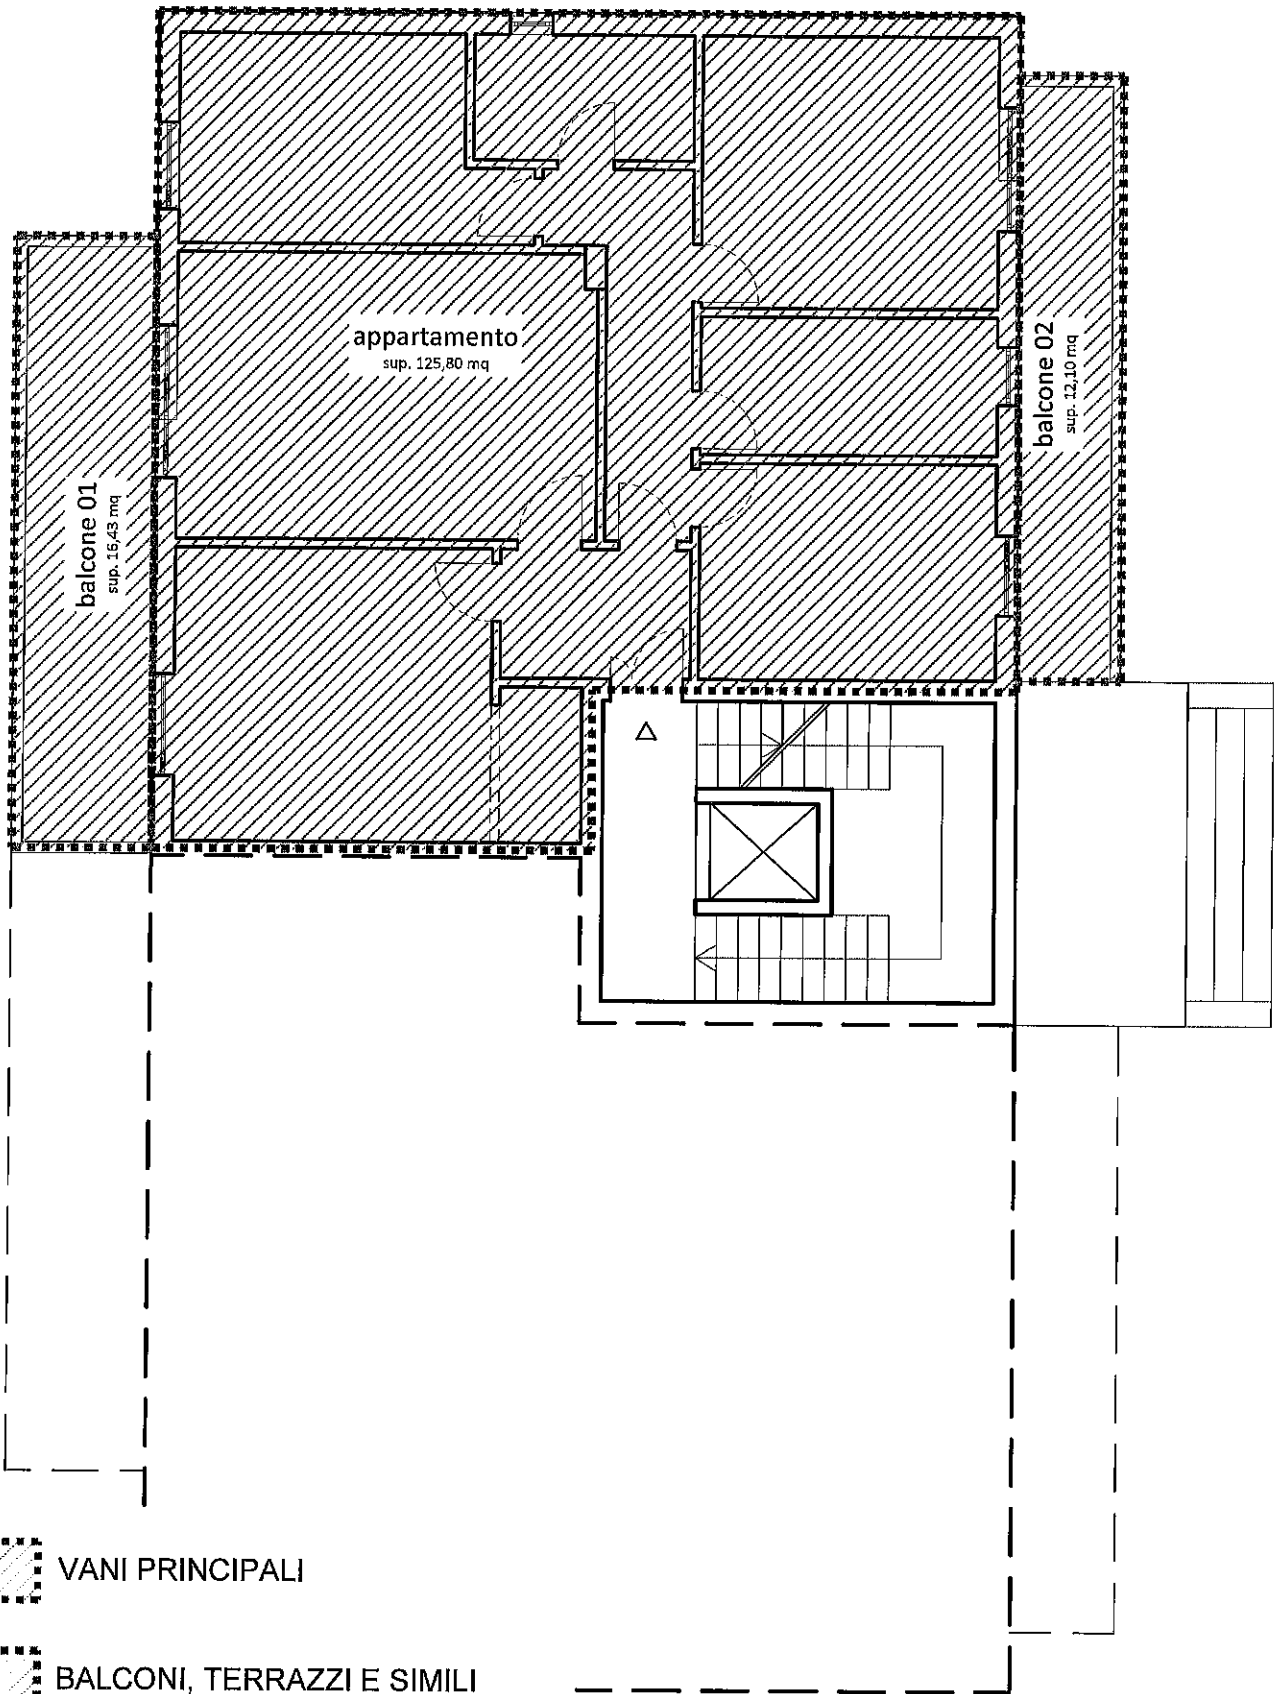 appartamento
sup. 125,80 mq
balcone 02
sup. 12,10 mq
balcone 01
sup. 16,43 mq
VANI PRINCIPALI
BALCONI, TERRAZZI E SIMILI